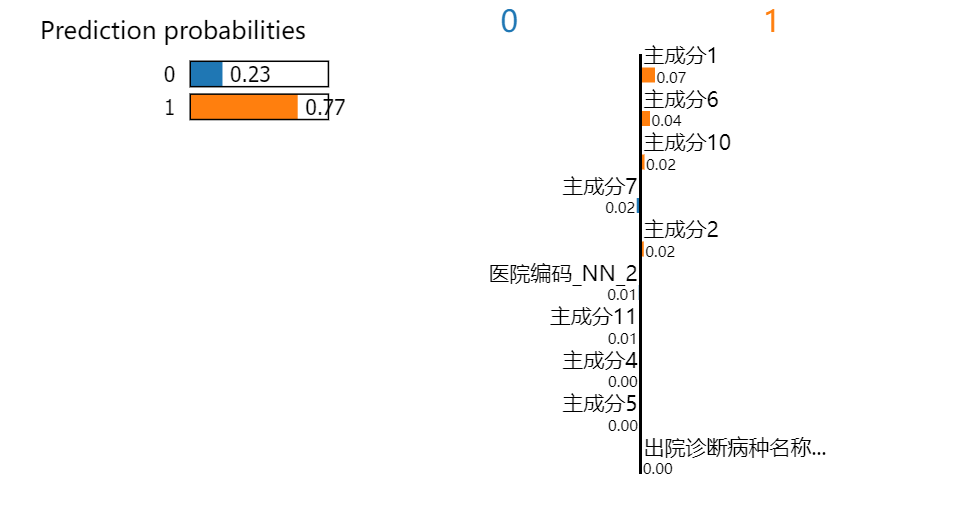 Prediction probabilities
0 0.23
1 0.77
0 1
主成分1
0.07
主成分6
0.04
主成分10
0.02
主成分7
0.02
主成分2
0.02
医院编码_NN_2
0.01
主成分11
0.01
主成分4
0.00
主成分5
0.00
出院诊断病种名称...
0.00